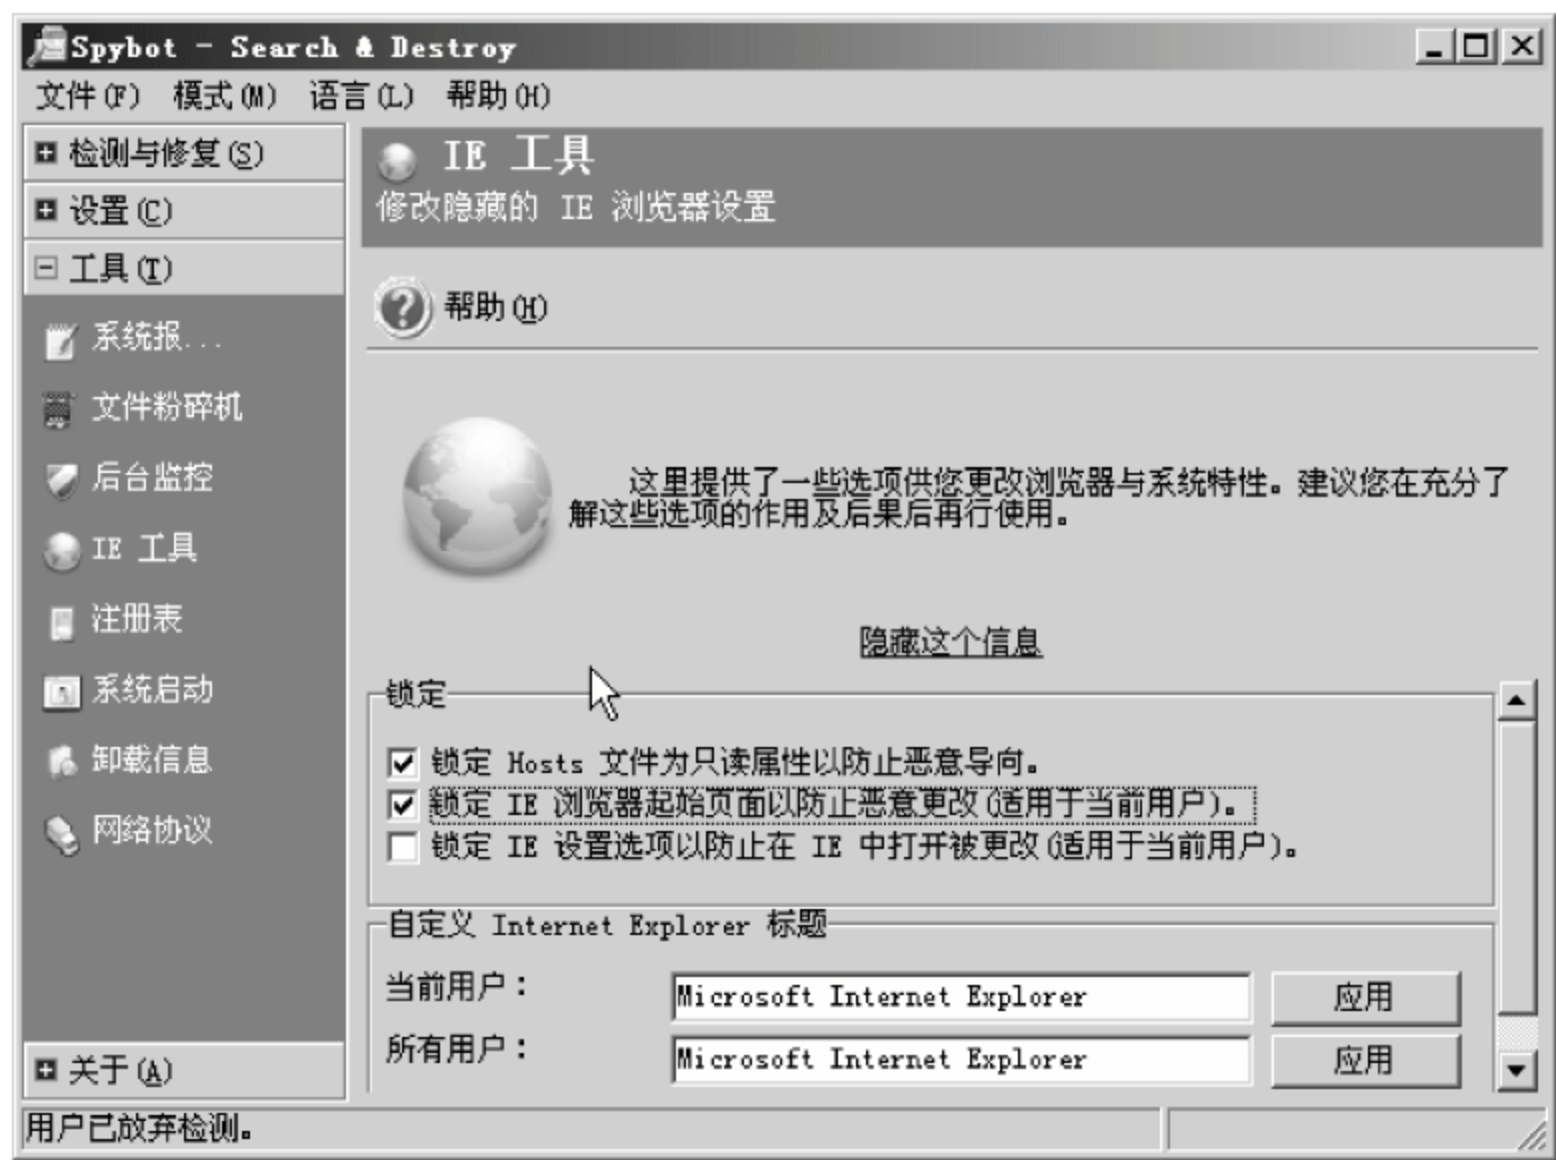 Spybot - Search & Destroy
文件(F) 模式(M) 语言(L) 帮助(H)
检测与修复(S)
设置(C)
工具(T)
系统报...
文件粉碎机
后台监控
IE 工具
注册表
系统启动
卸载信息
网络协议
关于(A)
IE 工具
修改隐藏的 IE 浏览器设置
帮助(H)
这里提供了一些选项供您更改浏览器与系统特性。建议您在充分了
解这些选项的作用及后果后再行使用。
隐藏这个信息
锁定
锁定 Hosts 文件为只读属性以防止恶意导向。
锁定 IE 浏览器起始页面以防止恶意更改(适用于当前用户)。
锁定 IE 设置选项以防止在 IE 中打开被更改(适用于当前用户)。
自定义 Internet Explorer 标题
当前用户： Microsoft Internet Explorer 应用
所有用户： Microsoft Internet Explorer 应用
用户已放弃检测。